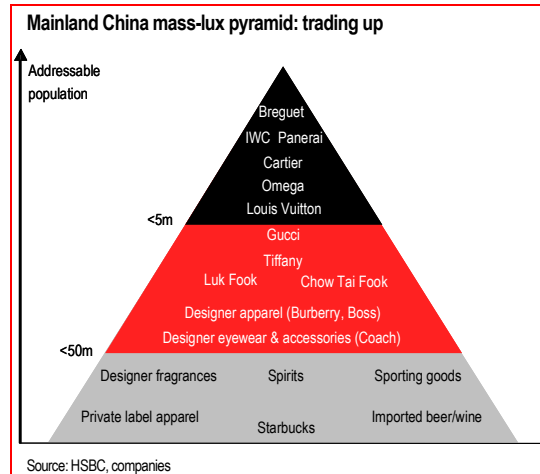 Mainland China mass-lux pyramid: trading up
Addressable
population
Breguet
IWC Panerai
Cartier
Omega
Louis Vuitton
<5m
Gucci
Tiffany
Luk Fook Chow Tai Fook
Designer apparel (Burberry, Boss)
Designer eyewear & accessories (Coach)
<50m
Designer fragrances Spirits Sporting goods
Private label apparel Starbucks Imported beer/wine
Source: HSBC, companies